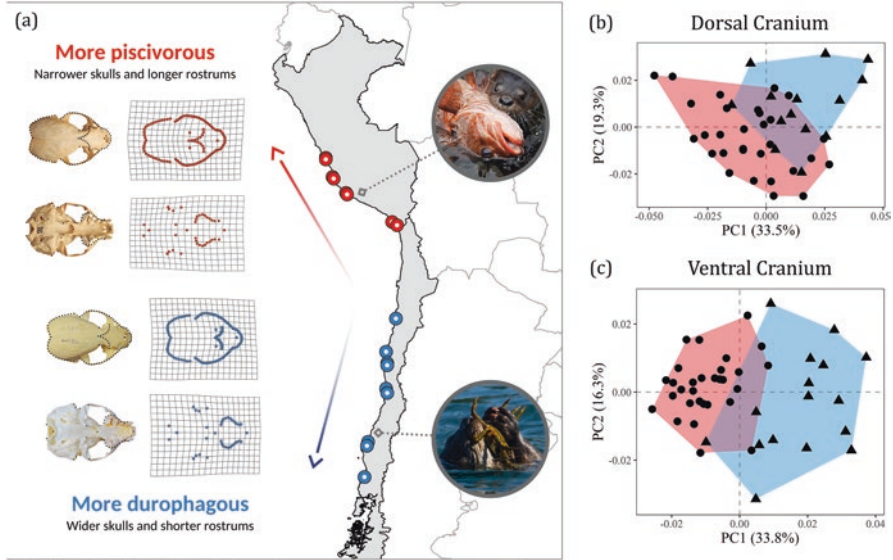 (a)
More piscivorous
Narrower skulls and longer rostrums
More durophagous
Wider skulls and shorter rostrums
(b)
Dorsal Cranium
PC2 (19.3%)
0.02
0.00
-0.02
-0.050
-0.025
0.00
0.025
0.05
PC1 (33.5%)
(c)
Ventral Cranium
PC2 (16.3%)
0.02
0.00
-0.02
-0.02
0.00
0.02
0.04
PC1 (33.8%)